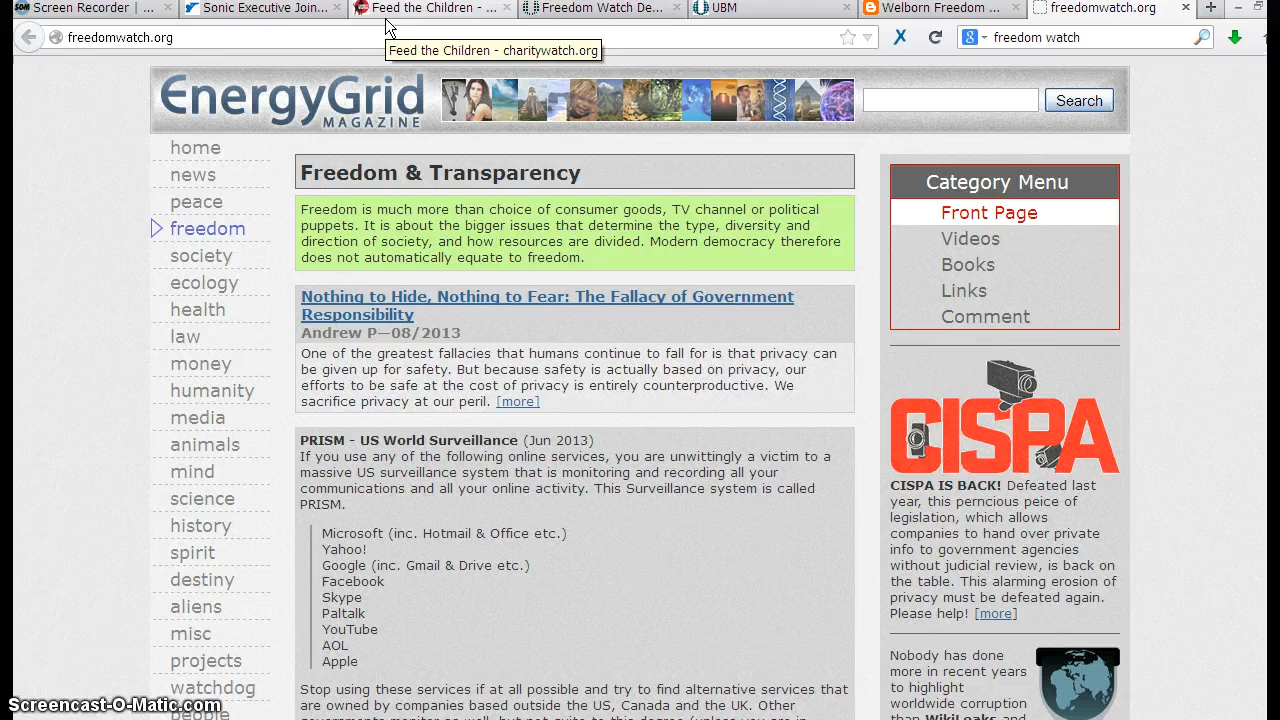 Screen Recorder | ...
Sonic Executive Join...
Feed the Children - ...
Freedom Watch De...
UBM
Welborn Freedom ...
freedomwatch.org
freedomwatch.org
freedom watch
Feed the Children - charitywatch.org
EnergyGrid
MAGAZINE
Search
home
news
peace
freedom
society
ecology
health
law
money
humanity
media
animals
mind
science
history
spirit
destiny
aliens
misc
projects
watchdog
people
Freedom & Transparency
Freedom is much more than choice of consumer goods, TV channel or political
puppets. It is about the bigger issues that determine the type, diversity and
direction of society, and how resources are divided. Modern democracy therefore
does not automatically equate to freedom.
Nothing to Hide, Nothing to Fear: The Fallacy of Government
Responsibility
Andrew P—08/2013
One of the greatest fallacies that humans continue to fall for is that privacy can
be given up for safety. But because safety is actually based on privacy, our
efforts to be safe at the cost of privacy is entirely counterproductive. We
sacrifice privacy at our peril. [more]
PRISM - US World Surveillance (Jun 2013)
If you use any of the following online services, you are unwittingly a victim to a
massive US surveillance system that is monitoring and recording all your
communications and all your online activity. This Surveillance system is called
PRISM.
Microsoft (inc. Hotmail & Office etc.)
Yahoo!
Google (inc. Gmail & Drive etc.)
Facebook
Skype
Paltalk
YouTube
AOL
Apple
Stop using these services if at all possible and try to find alternative services that
are owned by companies based outside the US, Canada and the UK. Other
Category Menu
Front Page
Videos
Books
Links
Comment
CISPA
CISPA IS BACK! Defeated last
year, this perncious peice of
legislation, which allows
companies to hand over private
info to government agencies
without judicial review, is back on
the table. This alarming erosion of
privacy must be defeated again.
Please help! [more]
Nobody has done
more in recent years
to highlight
worldwide corruption
than WikiLeaks and
Screencast-O-Matic.com